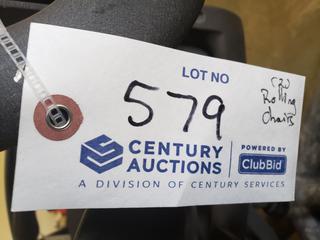 LOT NO
579
(2)
Rolling
chairs
CENTURY
AUCTIONS
POWERED BY
ClubBid
A DIVISION OF CENTURY SERVICES